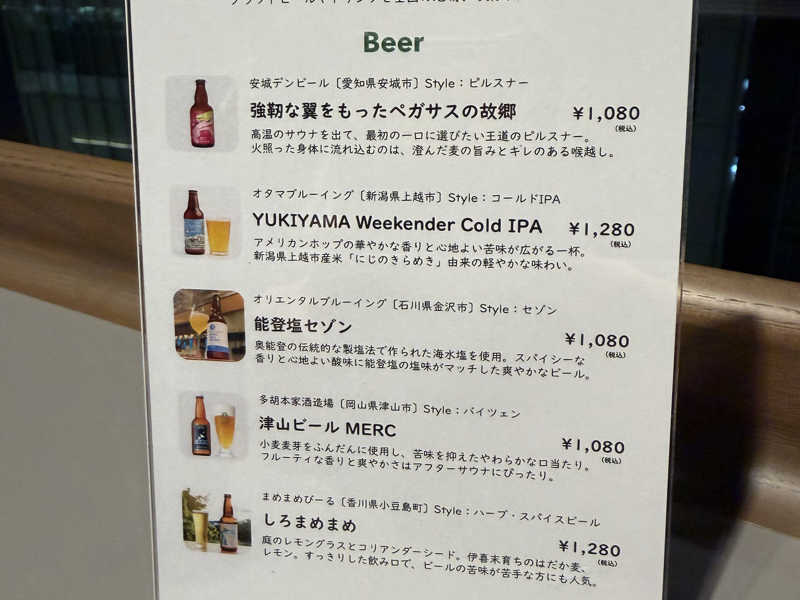 Beer
安城デンビール〔愛知県安城市〕Style：ピルスナー
強靭な翼をもったペガサスの故郷 ¥1,080
(税込)
高温のサウナを出て、最初の一口に選びたい王道のピルスナー。
火照った身体に流れ込むのは、澄んだ麦の旨みとキレのある喉越し。
オタマブルーイング〔新潟県上越市〕Style：コールドIPA
YUKIYAMA Weekender Cold IPA ¥1,280
(税込)
アメリカンホップの華やかな香りと心地よい苦味が広がる一杯。
新潟県上越市産米「にじのきらめき」由来の軽やかな味わい。
オリエンタルブルーイング〔石川県金沢市〕Style：セゾン
能登塩セゾン ¥1,080
(税込)
奥能登の伝統的な製塩法で作られた海水塩を使用。スパイシーな
香りと心地よい酸味に能登塩の塩味がマッチした爽やかなビール。
多胡本家酒造場〔岡山県津山市〕Style：バイツェン
津山ビール MERC ¥1,080
(税込)
小麦麦芽をふんだんに使用し、苦味を抑えたやわらかな口当たり。
フルーティな香りと爽やかさはアフターサウナにぴったり。
まめまめびーる〔香川県小豆島町〕Style：ハーブ・スパイスビール
しろまめまめ ¥1,280
(税込)
庭のレモングラスとコリアンダーシード。伊喜末育ちのはだか麦、
レモン。すっきりした飲み口で、ビールの苦味が苦手な方にも人気。